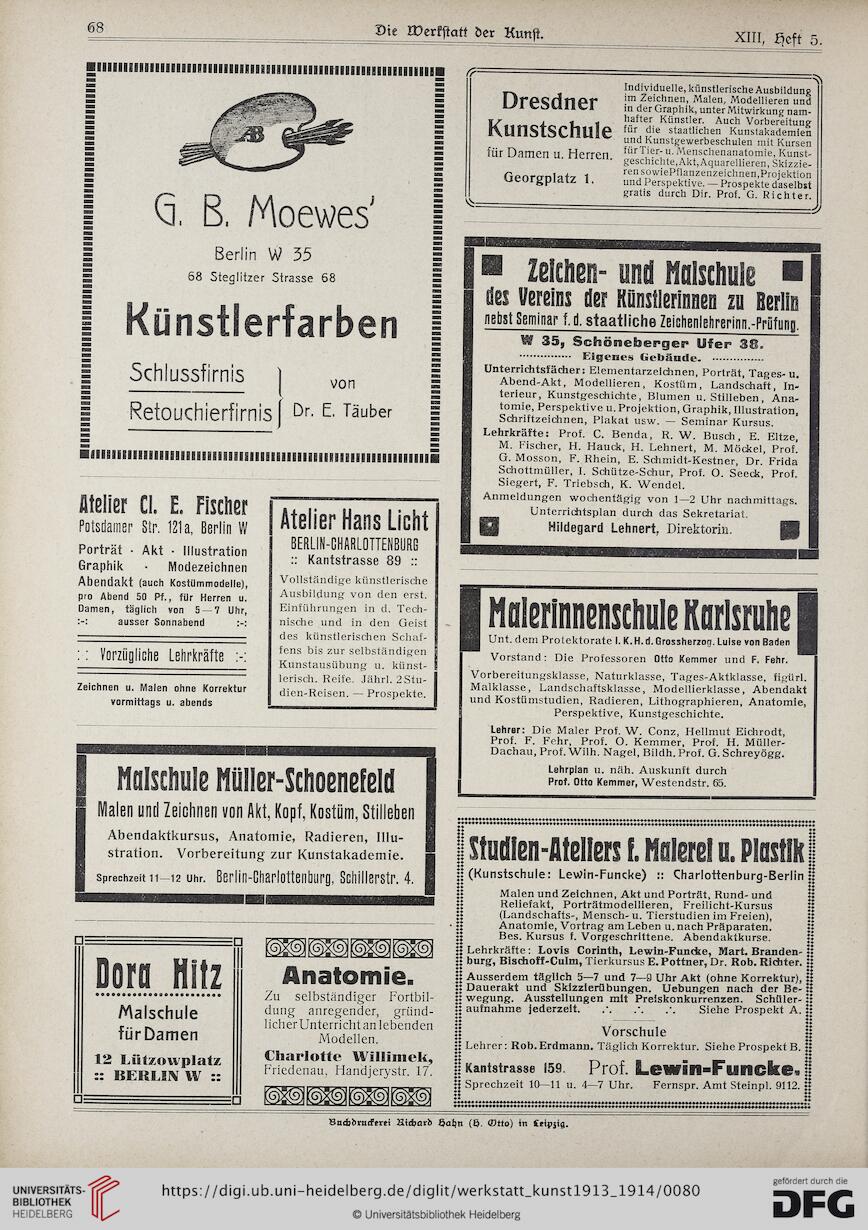 68
Die Werkstatt der Kunst.
XIII, Heft 5.
AB
G. B. Moewes'
Berlin W 35
68 Steglitzer Strasse 68
Künstlerfarben
Schlussfirnis
Retouchierfirnis
von
Dr. E. Täuber
Dresdner
Kunstschule
für Damen u. Herren.
Georgplatz 1.
Individuelle, künstlerische Ausbildung
im Zeichnen, Malen, Modellieren und
in der Graphik, unter Mitwirkung nam-
hafter Künstler. Auch Vorbereitung
für die staatlichen Kunstakademien
und Kunstgewerbeschulen mit Kursen
für Tier- u. Menschenanatomie, Kunst-
geschichte, Akt, Aquarellieren, Skizzie-
ren sowie Pflanzenzeichnen, Projektion
und Perspektive. — Prospekte daselbst
gratis durch Dir. Prof. G. Richter.
Zeichen- und Malschule
des Vereins der Künstlerinnen zu Berlin
nebst Seminar f. d. staatliche Zeichenlehrerinn.-Prüfung.
W 35, Schöneberger Ufer 38.
Eigenes Gebäude.
Unterrichtsfächer: Elementarzeichnen, Porträt, Tages- u.
Abend-Akt, Modellieren, Kostüm, Landschaft, In-
terieur, Kunstgeschichte, Blumen u. Stilleben, Ana-
tomie, Perspektive u. Projektion, Graphik, Illustration,
Schriftzeichnen, Plakat usw. — Seminar Kursus.
Lehrkräfte: Prof. C. Benda, R. W. Busch, E. Eltze,
M. Fischer, H. Hauck, H. Lehnert, M. Möckel, Prof.
G. Mosson, F. Rhein, E. Schmidt-Kestner, Dr. Frida
Schottmüller, I. Schütze-Schur, Prof. O. Seeck, Prof.
Siegert, F. Triebsch, K. Wendel.
Anmeldungen wochentägig von 1—2 Uhr nachmittags.
Unterrichtsplan durch das Sekretariat.
Hildegard Lehnert, Direktorin.
Atelier Cl. E. Fischer
Potsdamer Str. 121a, Berlin W
Porträt · Akt · Illustration
Graphik · Modezeichnen
Abendakt (auch Kostümmodelle),
pro Abend 50 Pf., für Herren u.
Damen, täglich von 5—7 Uhr,
:-: ausser Sonnabend :-:
: : Vorzügliche Lehrkräfte :-:
Zeichnen u. Malen ohne Korrektur
vormittags u. abends
Atelier Hans Licht
BERLIN-CHARLOTTENBURG
:: Kantstrasse 89 ::
Vollständige künstlerische
Ausbildung von den erst.
Einführungen in d. Tech-
nische und in den Geist
des künstlerischen Schaf-
fens bis zur selbständigen
Kunstausübung u. künst-
lerisch. Reife. Jährl. 2 Stu-
dien-Reisen. — Prospekte.
Malerinnenschule Karlsruhe
Unt. dem Protektorate I. K. H. d. Grossherzog. Luise von Baden
Vorstand: Die Professoren Otto Kemmer und F. Fehr.
Vorbereitungsklasse, Naturklasse, Tages-Aktklasse, figürl.
Malklasse, Landschaftsklasse, Modellierklasse, Abendakt
und Kostümstudien, Radieren, Lithographieren, Anatomie,
Perspektive, Kunstgeschichte.
Lehrer: Die Maler Prof. W. Conz, Hellmut Eichrodt,
Prof. F. Fehr, Prof. O. Kemmer, Prof. H. Müller-
Dachau, Prof. Wilh. Nagel, Bildh. Prof. G. Schreyögg.
Lehrplan u. näh. Auskunft durch
Prof. Otto Kemmer, Westendstr. 65.
Malschule Müller-Schoenefeld
Malen und Zeichnen von Akt, Kopf, Kostüm, Stilleben
Abendaktkursus, Anatomie, Radieren, Illu-
stration. Vorbereitung zur Kunstakademie.
Sprechzeit 11—12 Uhr. Berlin-Charlottenburg, Schillerstr. 4.
Studien-Ateliers f. Malerei u. Plastik
(Kunstschule: Lewin-Funcke) :: Charlottenburg-Berlin
Malen und Zeichnen, Akt und Porträt, Rund- und
Reliefakt, Porträtmodellieren, Freilicht-Kursus
(Landschafts-, Mensch- u. Tierstudien im Freien),
Anatomie, Vortrag am Leben u. nach Präparaten.
Bes. Kursus f. Vorgeschrittene. Abendaktkurse.
Lehrkräfte: Lovis Corinth, Lewin-Funcke, Mart. Branden-
burg, Bischoff-Culm, Tierkursus E. Pottner, Dr. Rob. Richter.
Ausserdem täglich 5—7 und 7—9 Uhr Akt (ohne Korrektur),
Dauerakt und Skizzierübungen. Uebungen nach der Be-
wegung. Ausstellungen mit Preiskonkurrenzen. Schüler-
aufnahme jederzeit. ∴ ∴ ∴ Siehe Prospekt A.
Vorschule
Lehrer: Rob. Erdmann. Täglich Korrektur. Siehe Prospekt B.
Kantstrasse 159. Prof. Lewin-Funcke.
Sprechzeit 10—11 u. 4—7 Uhr. Fernspr. Amt Steinpl. 9112.
Dora Hitz
Malschule
für Damen
12 Lützowplatz
:: BERLIN W ::
Anatomie.
Zu selbständiger Fortbil-
dung anregender, gründ-
licher Unterricht an lebenden
Modellen.
Charlotte Willimek,
Friedenau, Handjerystr. 17.
Buchdruckerei Richard Hahn (H. Otto) in Leipzig.
UNIVERSITÄTS-
BIBLIOTHEK
HEIDELBERG
https://digi.ub.uni-heidelberg.de/diglit/werkstatt_kunst1913_1914/0080
© Universitätsbibliothek Heidelberg
gefördert durch die
DFG